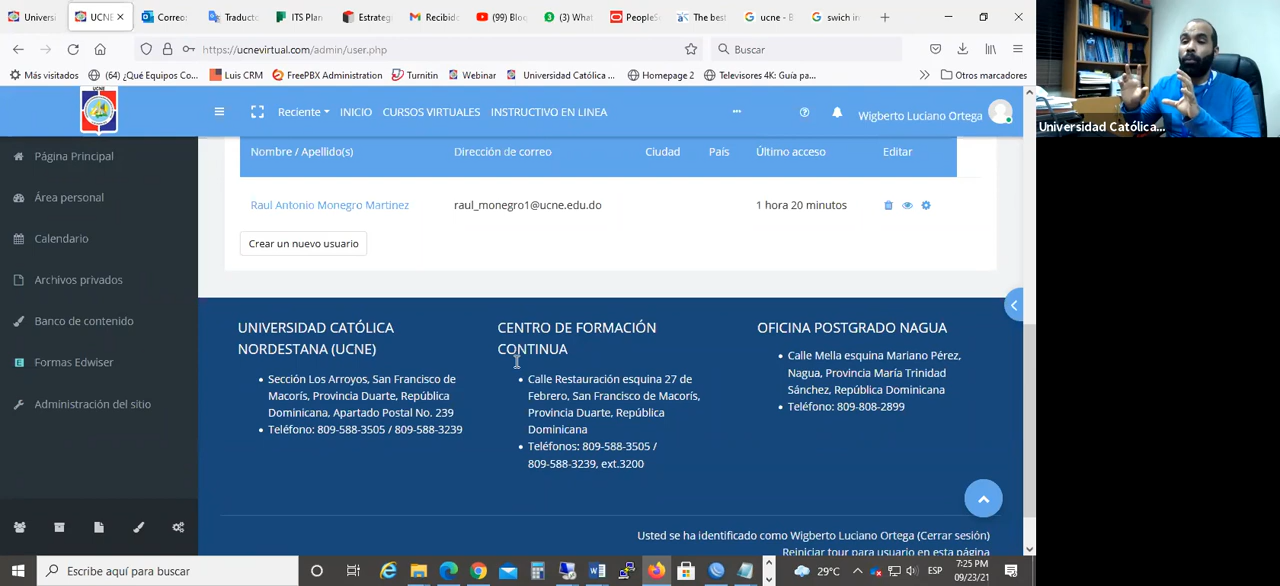 Universi
UCNE
Correo:
Traducto
ITS Plan
Estrateg
Recibido
(99) Blo
(3) What
PeopleSo
The best
ucne - B
swich in
https://ucnevirtual.com/admin/user.php
Buscar
Más visitados
(64) ¿Qué Equipos Co...
Luis CRM
FreePBX Administration
Turnitin
Webinar
Universidad Católica ...
Homepage 2
Televisores 4K: Guía pa...
Otros marcadores
UCNE
Reciente
INICIO
CURSOS VIRTUALES
INSTRUCTIVO EN LINEA
Wigberto Luciano Ortega
Universidad Católica...
Página Principal
Área personal
Calendario
Archivos privados
Banco de contenido
Formas Edwiser
Administración del sitio
Nombre / Apellido(s) Dirección de correo Ciudad País Último acceso Editar
Raul Antonio Monegro Martinez raul_monegro1@ucne.edu.do 1 hora 20 minutos
Crear un nuevo usuario
UNIVERSIDAD CATÓLICA
NORDESTANA (UCNE)
Sección Los Arroyos, San Francisco de
Macorís, Provincia Duarte, República
Dominicana, Apartado Postal No. 239
Teléfono: 809-588-3505 / 809-588-3239
CENTRO DE FORMACIÓN
CONTINUA
Calle Restauración esquina 27 de
Febrero, San Francisco de Macorís,
Provincia Duarte, República
Dominicana
Teléfonos: 809-588-3505 /
809-588-3239, ext.3200
OFICINA POSTGRADO NAGUA
Calle Mella esquina Mariano Pérez,
Nagua, Provincia María Trinidad
Sánchez, República Dominicana
Teléfono: 809-808-2899
Usted se ha identificado como Wigberto Luciano Ortega (Cerrar sesión)
Reiniciar tour para usuario en esta página
Escribe aquí para buscar
29°C
ESP
7:25 PM
09/23/21